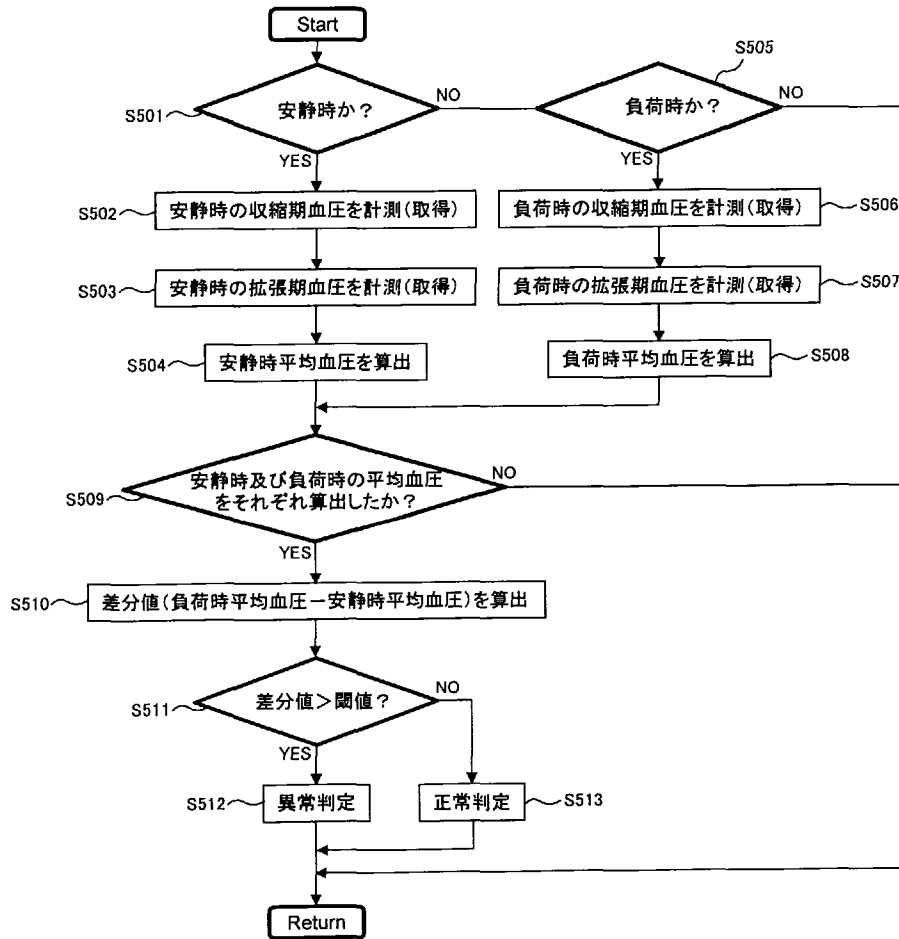 Start
S505
S501
安静時か？
NO
負荷時か？
NO
YES
YES
S502
安静時の収縮期血圧を計測(取得)
負荷時の収縮期血圧を計測(取得)
S506
S503
安静時の拡張期血圧を計測(取得)
負荷時の拡張期血圧を計測(取得)
S507
S504
安静時平均血圧を算出
負荷時平均血圧を算出
S508
S509
安静時及び負荷時の平均血圧
をそれぞれ算出したか？
NO
YES
S510
差分値(負荷時平均血圧－安静時平均血圧)を算出
S511
差分値＞閾値？
NO
YES
S512
異常判定
正常判定
S513
Return